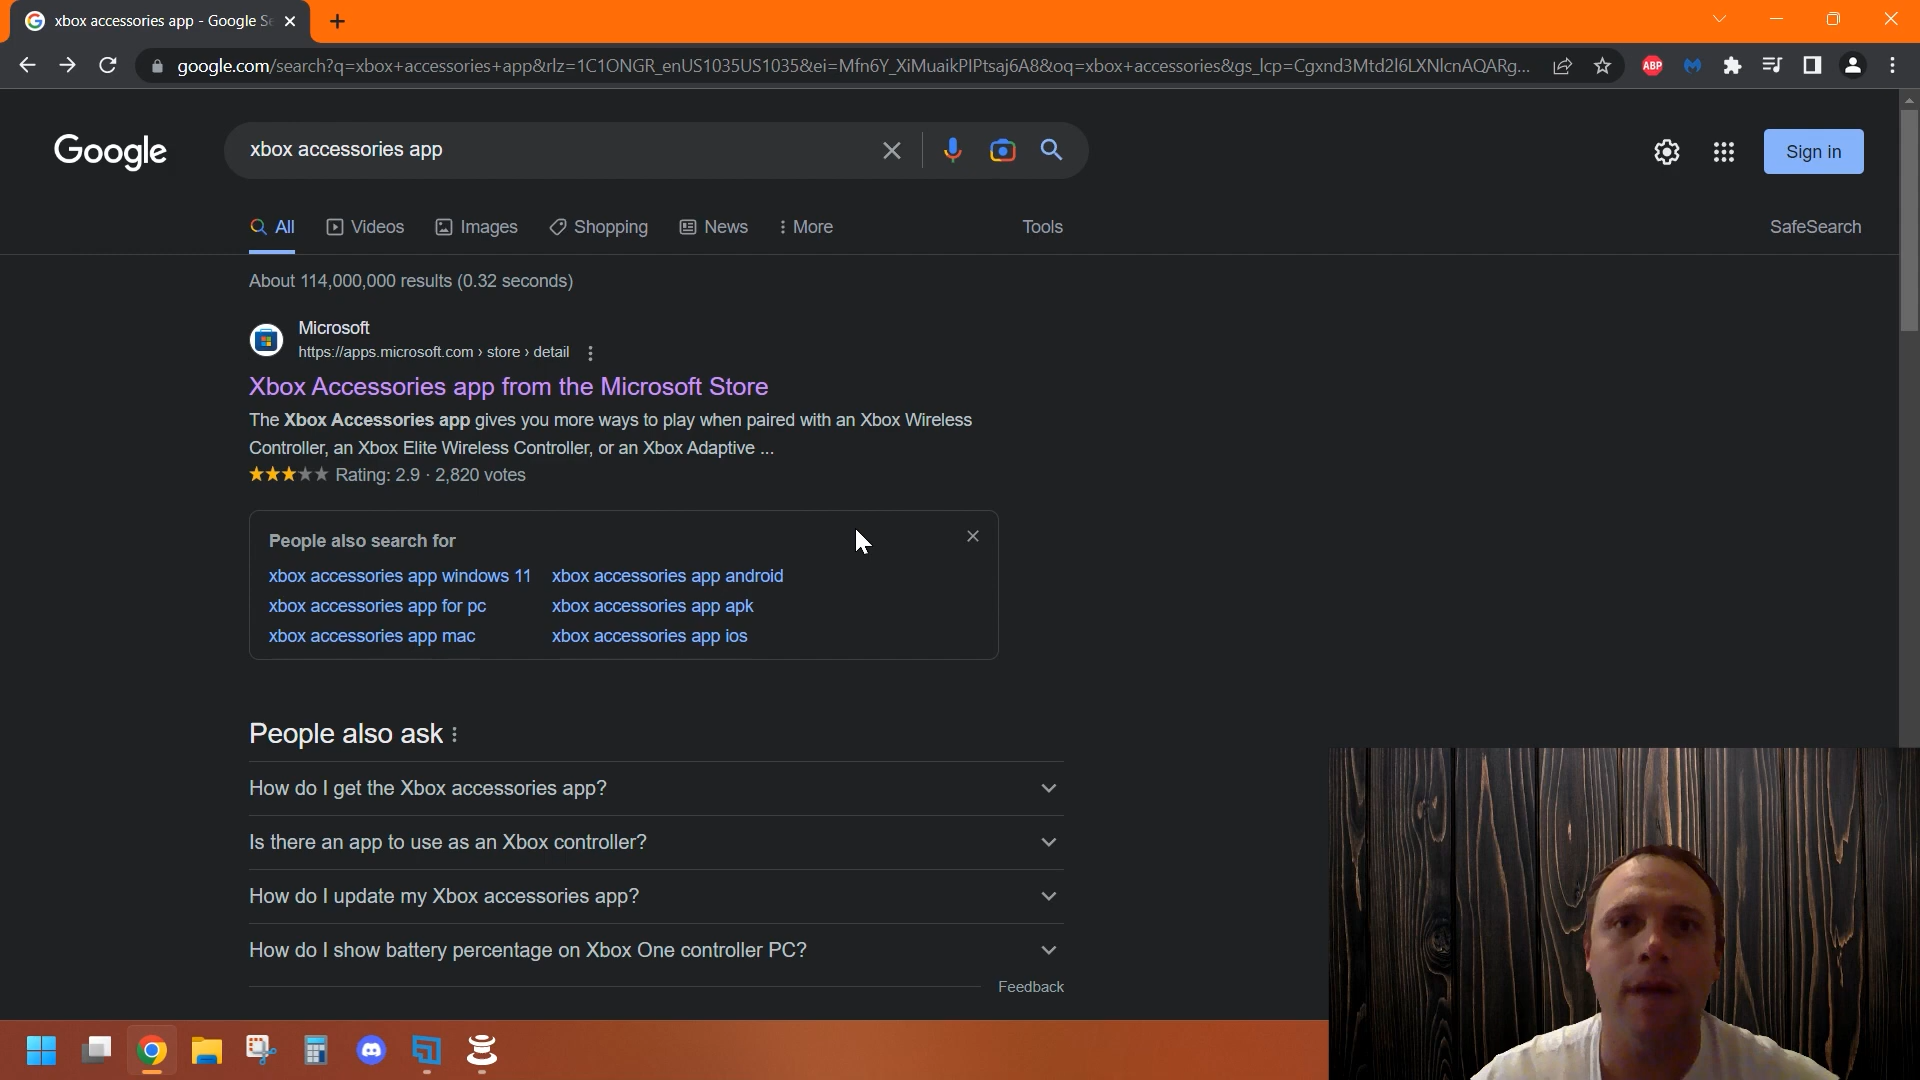 xbox accessories app - Google Se
google.com/search?q=xbox+accessories+app&rlz=1C1ONGR_enUS1035US1035&ei=Mfn6Y_XiMuaikPIPtsaj6A8&oq=xbox+accessories&gs_lcp=Cgxnd3Mtd2l6LXNlcnAQARg...
ABP
Google
xbox accessories app
Sign in
All
Videos
Images
Shopping
News
More
Tools
SafeSearch
About 114,000,000 results (0.32 seconds)
Microsoft
https://apps.microsoft.com › store › detail
Xbox Accessories app from the Microsoft Store
The Xbox Accessories app gives you more ways to play when paired with an Xbox Wireless
Controller, an Xbox Elite Wireless Controller, or an Xbox Adaptive ...
Rating: 2.9 · 2,820 votes
People also search for
xbox accessories app windows 11 xbox accessories app android
xbox accessories app for pc xbox accessories app apk
xbox accessories app mac xbox accessories app ios
People also ask
How do I get the Xbox accessories app?
Is there an app to use as an Xbox controller?
How do I update my Xbox accessories app?
How do I show battery percentage on Xbox One controller PC?
Feedback